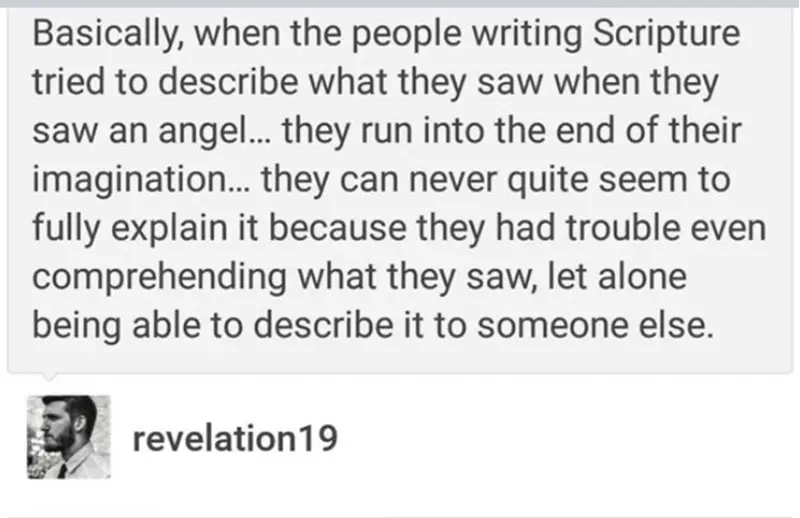 Basically, when the people writing Scripture
tried to describe what they saw when they
saw an angel... they run into the end of their
imagination... they can never quite seem to
fully explain it because they had trouble even
comprehending what they saw, let alone
being able to describe it to someone else.
revelation19